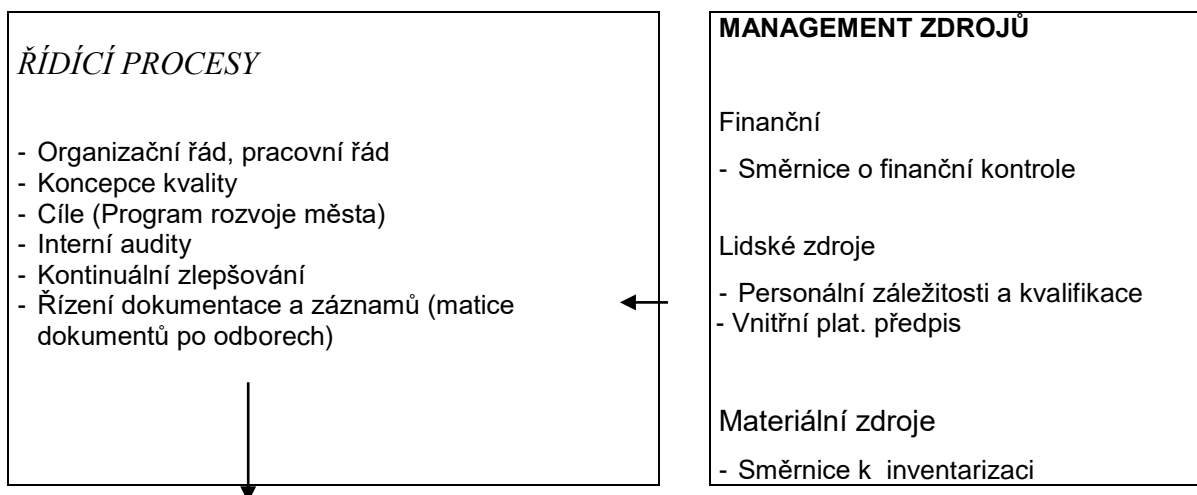 ŘÍDÍCÍ PROCESY
- Organizační řád, pracovní řád
- Koncepce kvality
- Cíle (Program rozvoje města)
- Interní audity
- Kontinuální zlepšování
- Řízení dokumentace a záznamů (matice
dokumentů po odborech)
MANAGEMENT ZDROJŮ
Finanční
- Směrnice o finanční kontrole
Lidské zdroje
- Personální záležitosti a kvalifikace
- Vnitřní plat. předpis
Materiální zdroje
- Směrnice k inventarizaci